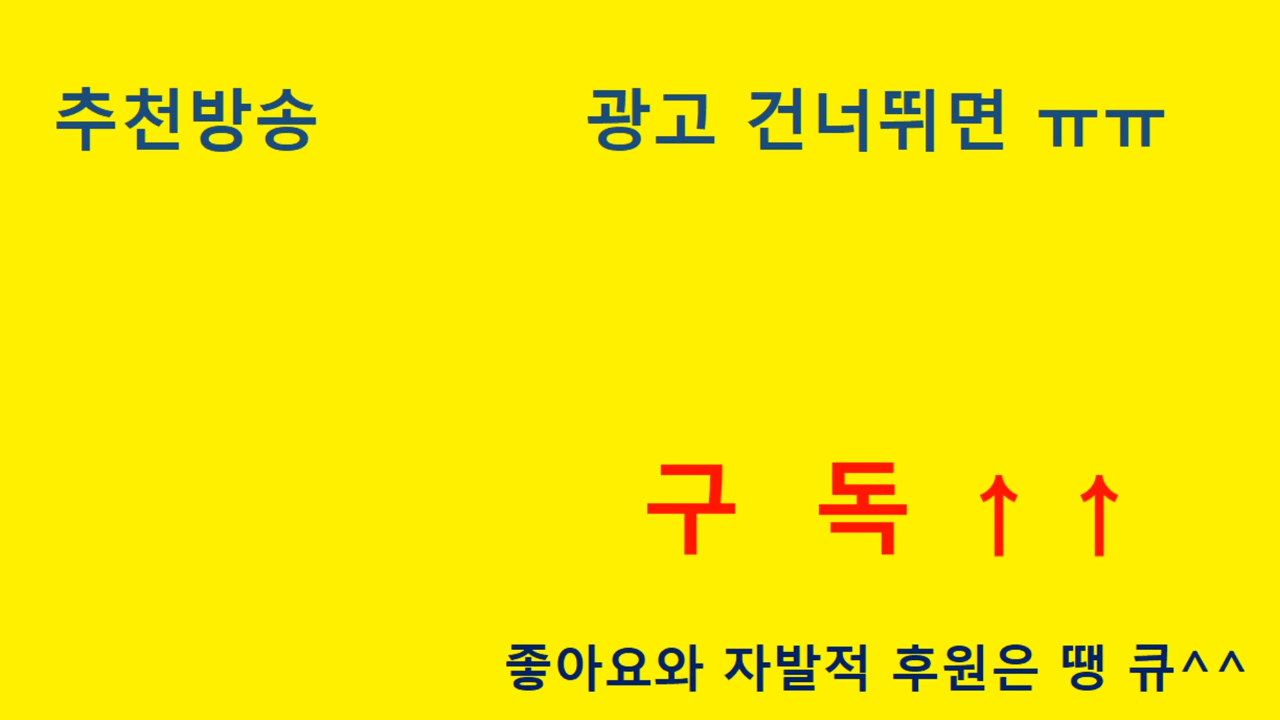 추천방송
광고 건너뛰면 ㅠㅠ
구 독 ↑ ↑
좋아요와 자발적 후원은 땡 큐^^